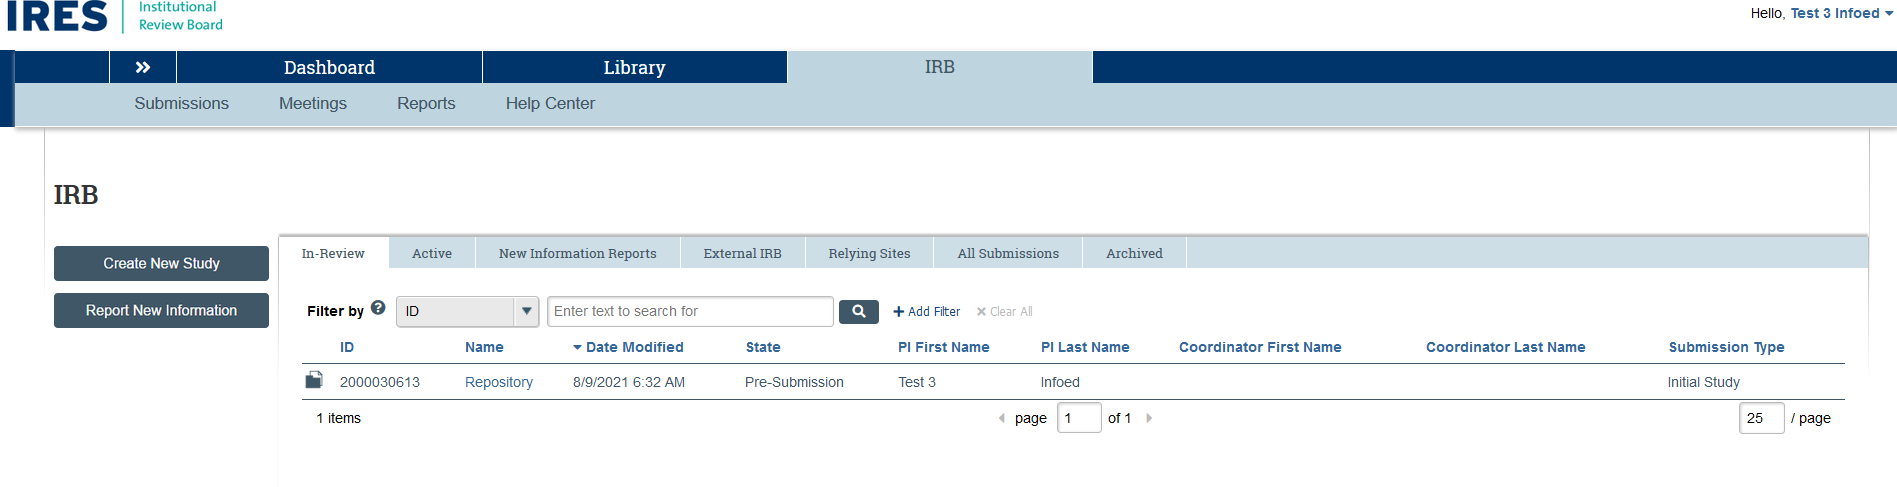 IRES
Institutional
Review Board
Hello, Test 3 Infoed
Dashboard Library IRB
Submissions Meetings Reports Help Center
IRB
Create New Study
Report New Information
In-Review Active New Information Reports External IRB Relying Sites All Submissions Archived
Filter by ? ID Enter text to search for + Add Filter × Clear All
ID Name Date Modified State PI First Name PI Last Name Coordinator First Name Coordinator Last Name Submission Type
2000030613 Repository 8/9/2021 6:32 AM Pre-Submission Test 3 Infoed Initial Study
1 items page 1 of 1 25 / page